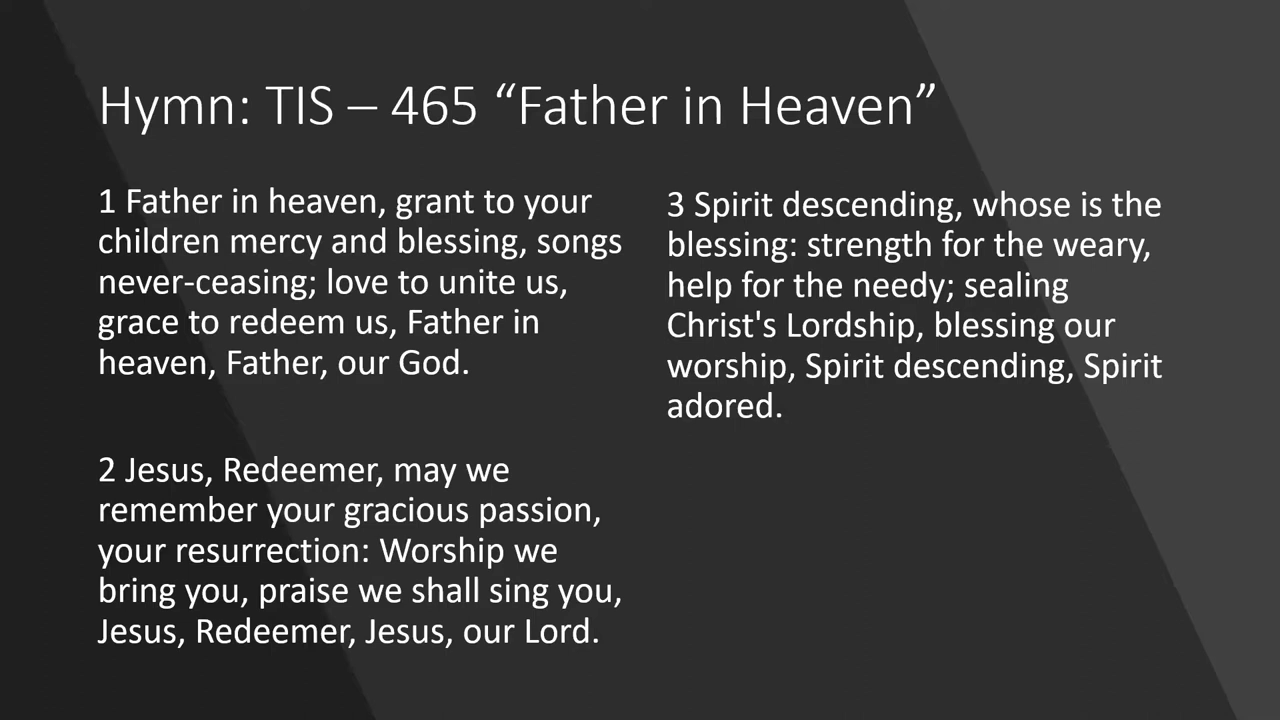 Hymn: TIS – 465 “Father in Heaven”
1 Father in heaven, grant to your
children mercy and blessing, songs
never-ceasing; love to unite us,
grace to redeem us, Father in
heaven, Father, our God.
2 Jesus, Redeemer, may we
remember your gracious passion,
your resurrection: Worship we
bring you, praise we shall sing you,
Jesus, Redeemer, Jesus, our Lord.
3 Spirit descending, whose is the
blessing: strength for the weary,
help for the needy; sealing
Christ's Lordship, blessing our
worship, Spirit descending, Spirit
adored.